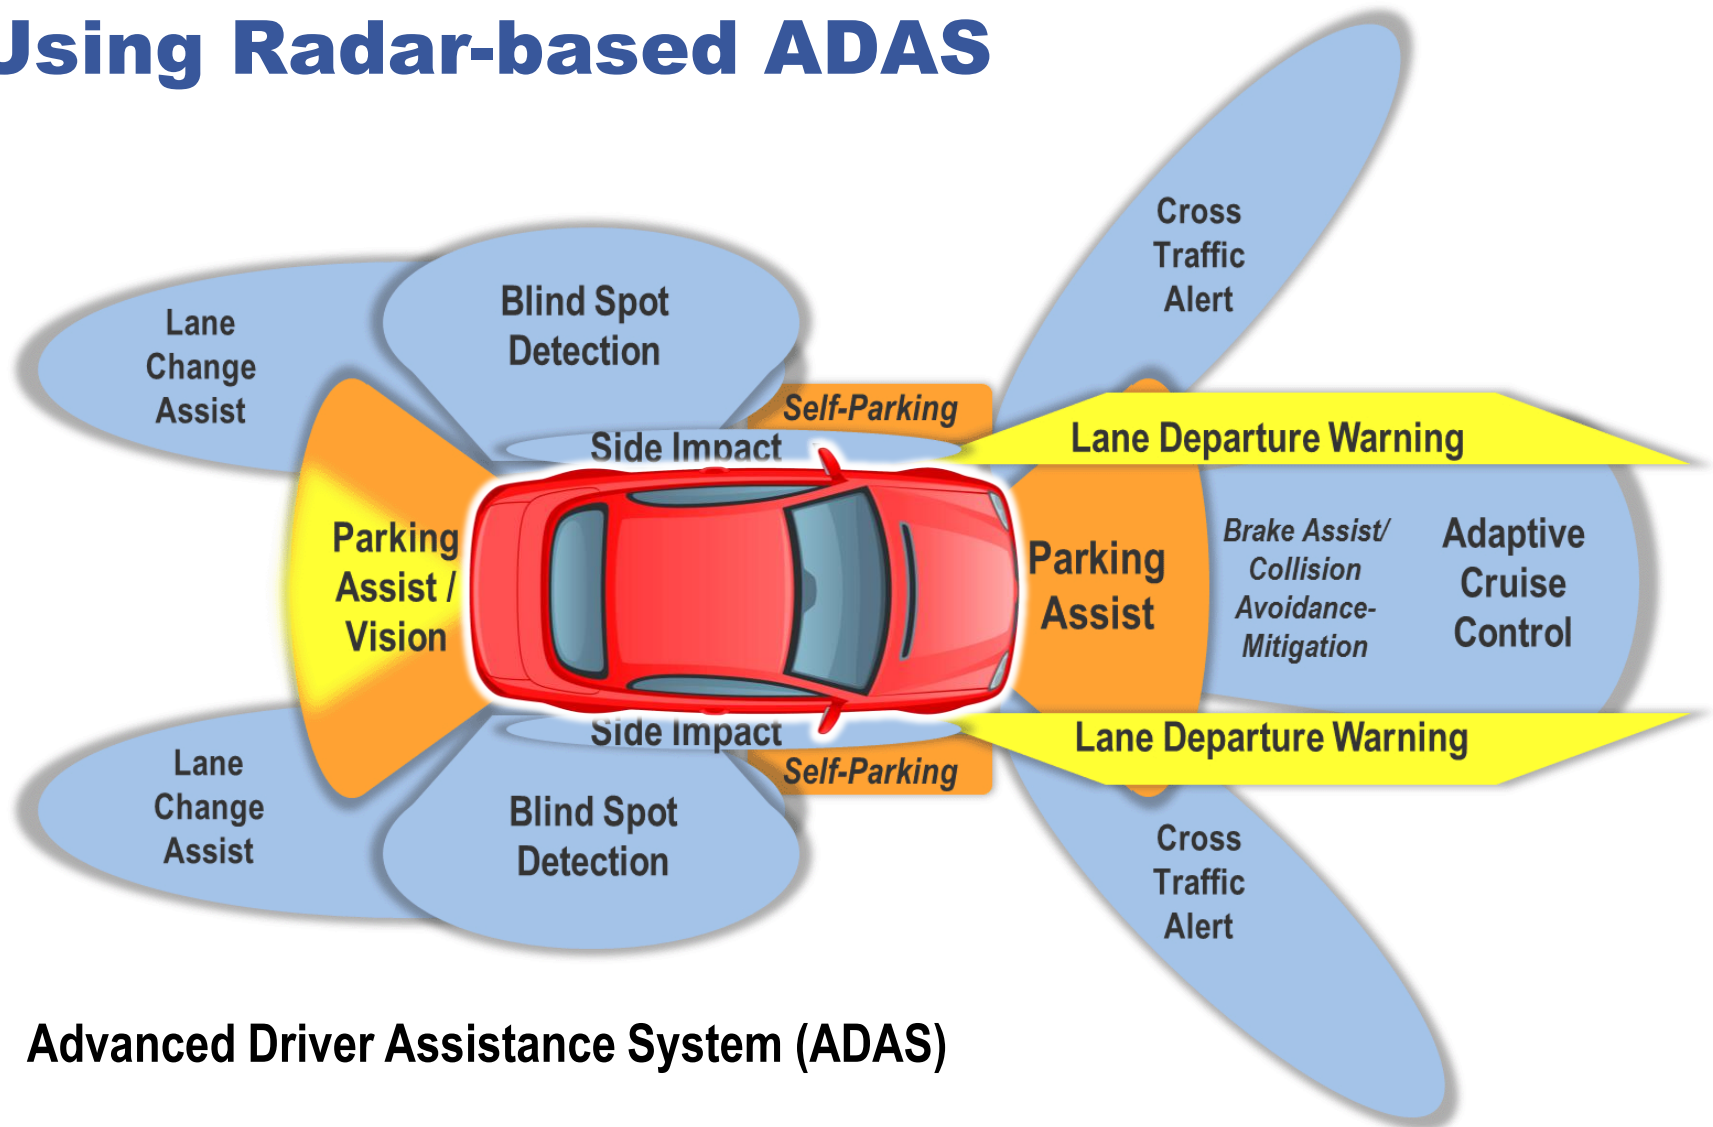 Using Radar-based ADAS
Cross
Traffic
Alert
Blind Spot
Detection
Lane
Change
Assist
Self-Parking
Side Impact
Lane Departure Warning
Parking
Assist /
Vision
Parking
Assist
Brake Assist/
Collision
Avoidance-
Mitigation
Adaptive
Cruise
Control
Side Impact
Lane Departure Warning
Self-Parking
Lane
Change
Assist
Blind Spot
Detection
Cross
Traffic
Alert
Advanced Driver Assistance System (ADAS)